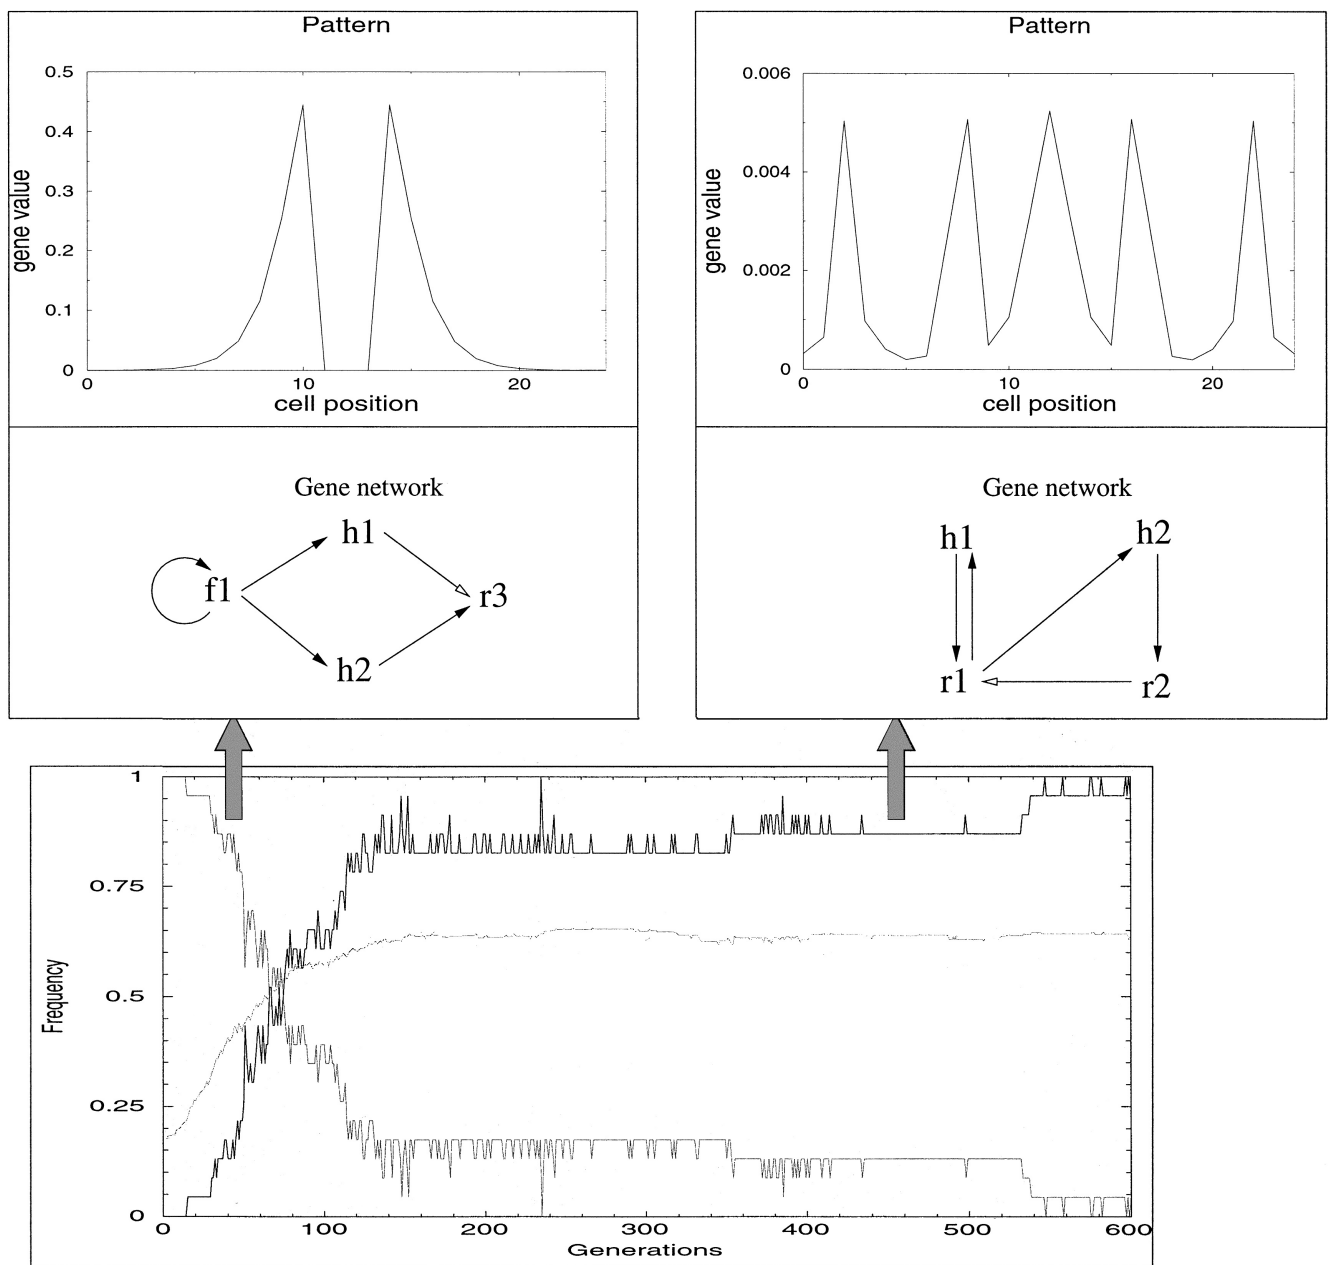 Pattern
0.5
0.4
0.3
0.2
0.1
0
gene value
0 10 20
cell position
Gene network
h1
f1
r3
h2
Pattern
0.006
0.004
0.002
0
gene value
0 10 20
cell position
Gene network
h1 h2
r1 r2
1
0.75
0.5
0.25
0
Frequency
0 100 200 300 400 500 600
Generations